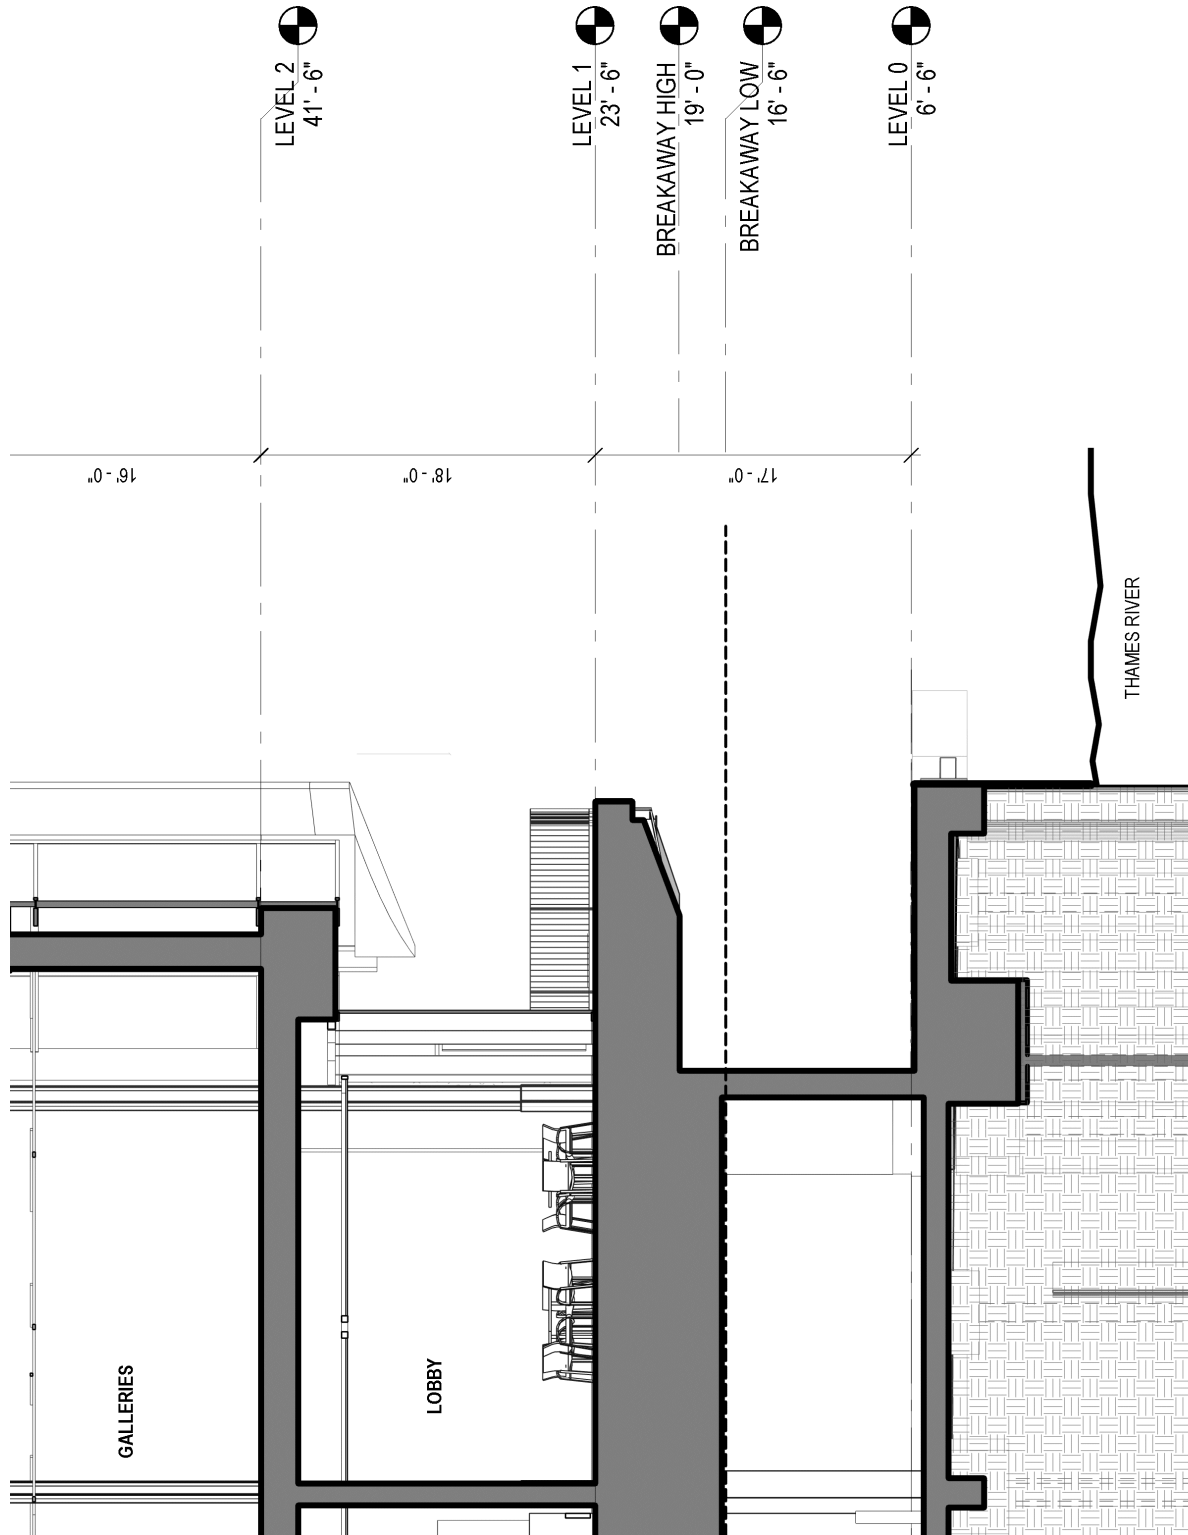 LEVEL 2
41' - 6"
LEVEL 1
23' - 6"
BREAKAWAY HIGH
19' - 0"
BREAKAWAY LOW
16' - 6"
LEVEL 0
6' - 6"
16' - 0"
18' - 0"
17' - 0"
THAMES RIVER
GALLERIES
LOBBY